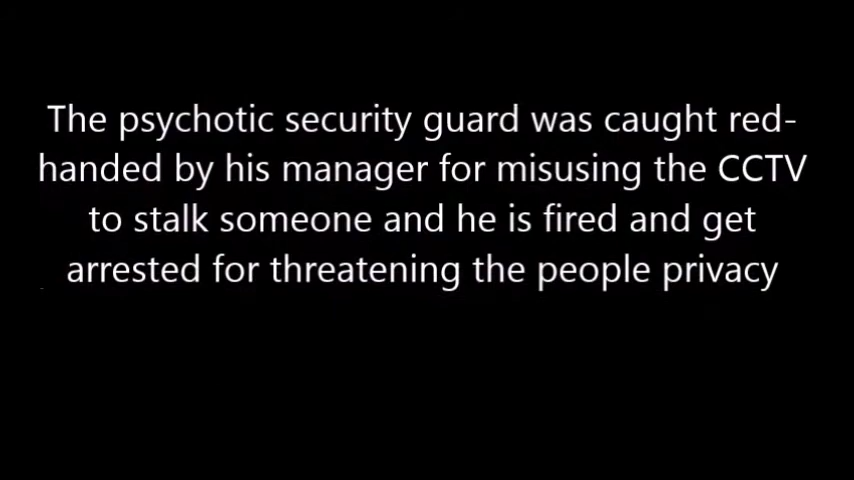 The psychotic security guard was caught red-
handed by his manager for misusing the CCTV
to stalk someone and he is fired and get
arrested for threatening the people privacy